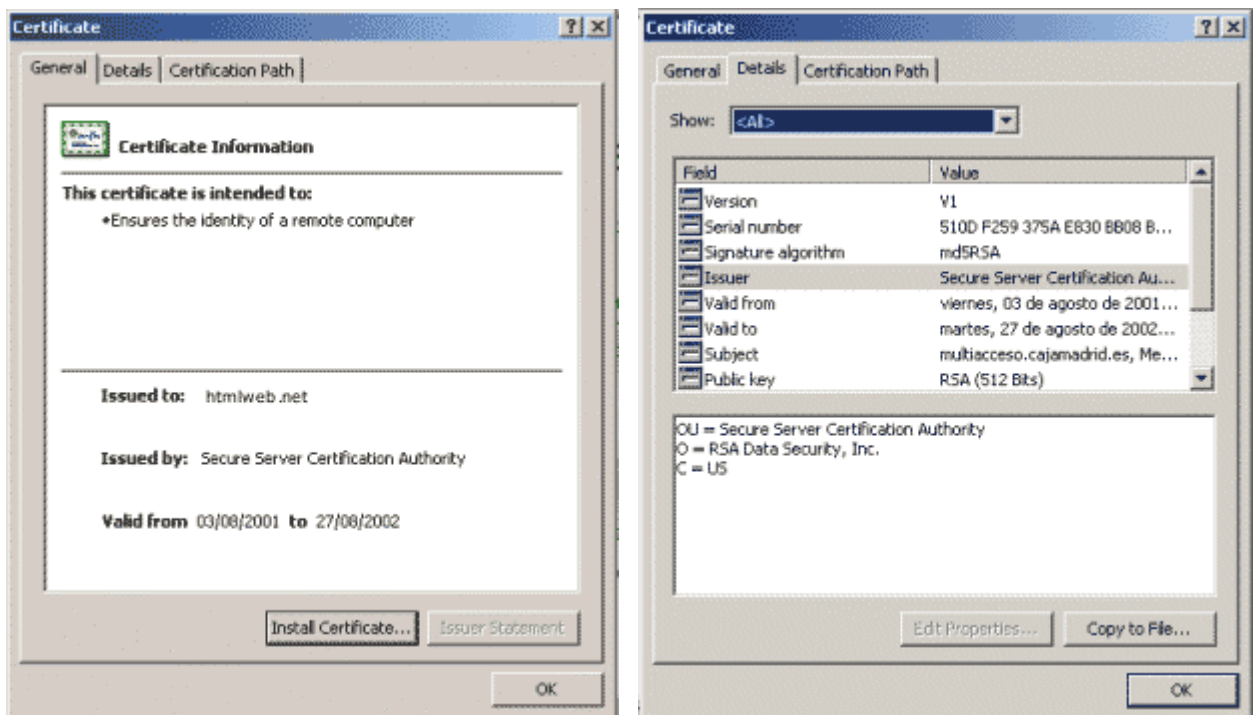 Certificate
General Details Certification Path
Certificate Information
This certificate is intended to:
•Ensures the identity of a remote computer
Issued to: htmlweb.net
Issued by: Secure Server Certification Authority
Valid from 03/08/2001 to 27/08/2002
Install Certificate... Issuer Statement
OK
Certificate
General Details Certification Path
Show: <All>
Field Value
Version V1
Serial number 510D F259 375A E830 BB08 B...
Signature algorithm md5RSA
Issuer Secure Server Certification Au...
Valid from viernes, 03 de agosto de 2001...
Valid to martes, 27 de agosto de 2002...
Subject multiacceso.cajamadrid.es, Me...
Public key RSA (512 Bits)
OU = Secure Server Certification Authority
O = RSA Data Security, Inc.
C = US
Edit Properties... Copy to File...
OK